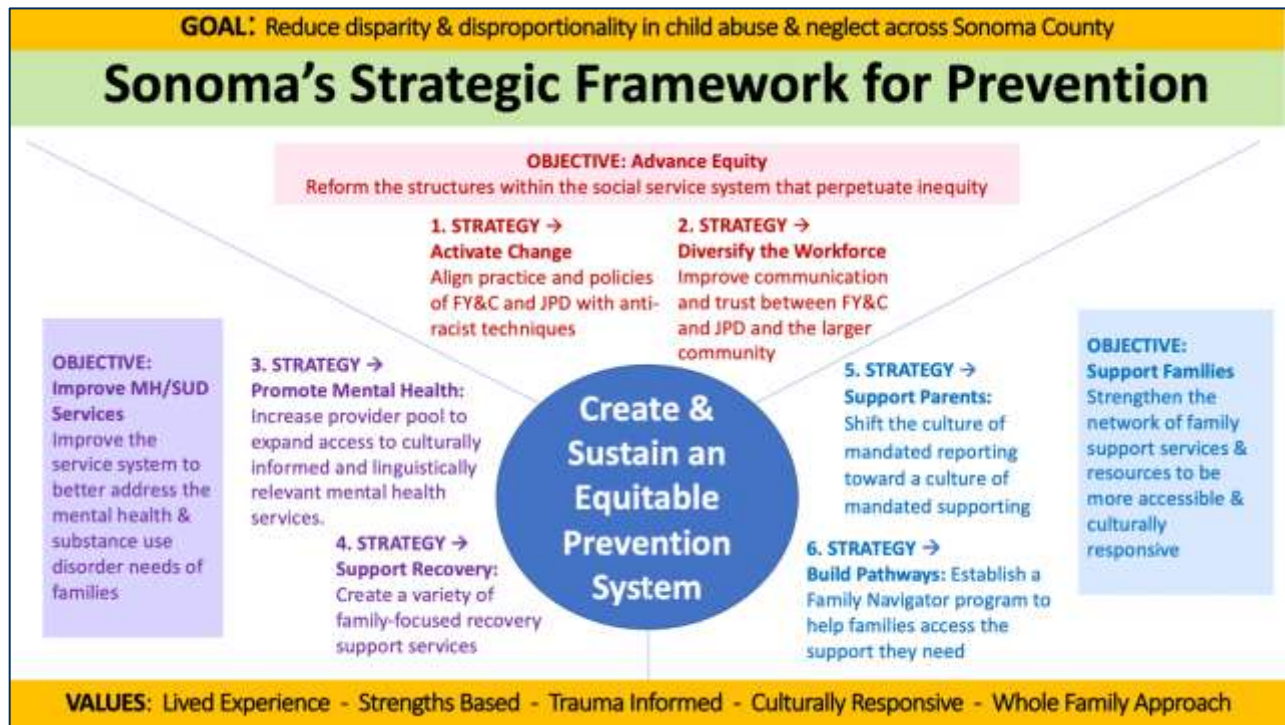 GOAL: Reduce disparity & disproportionality in child abuse & neglect across Sonoma County
Sonoma's Strategic Framework for Prevention
OBJECTIVE: Advance Equity
Reform the structures within the social service system that perpetuate inequity
1. STRATEGY →
Activate Change
Align practice and policies
of FY&C and JPD with anti-
racist techniques
2. STRATEGY →
Diversify the Workforce
Improve communication
and trust between FY&C
and JPD and the larger
community
OBJECTIVE:
Improve MH/SUD
Services
Improve the
service system to
better address the
mental health &
substance use
disorder needs of
families
3. STRATEGY →
Promote Mental Health:
Increase provider pool to
expand access to culturally
informed and linguistically
relevant mental health
services.
4. STRATEGY →
Support Recovery:
Create a variety of
family-focused recovery
support services
Create &
Sustain an
Equitable
Prevention
System
5. STRATEGY →
Support Parents:
Shift the culture of
mandated reporting
toward a culture of
mandated supporting
6. STRATEGY →
Build Pathways: Establish a
Family Navigator program to
help families access the
support they need
OBJECTIVE:
Support Families
Strengthen the
network of family
support services &
resources to be
more accessible &
culturally
responsive
VALUES: Lived Experience - Strengths Based - Trauma Informed - Culturally Responsive - Whole Family Approach